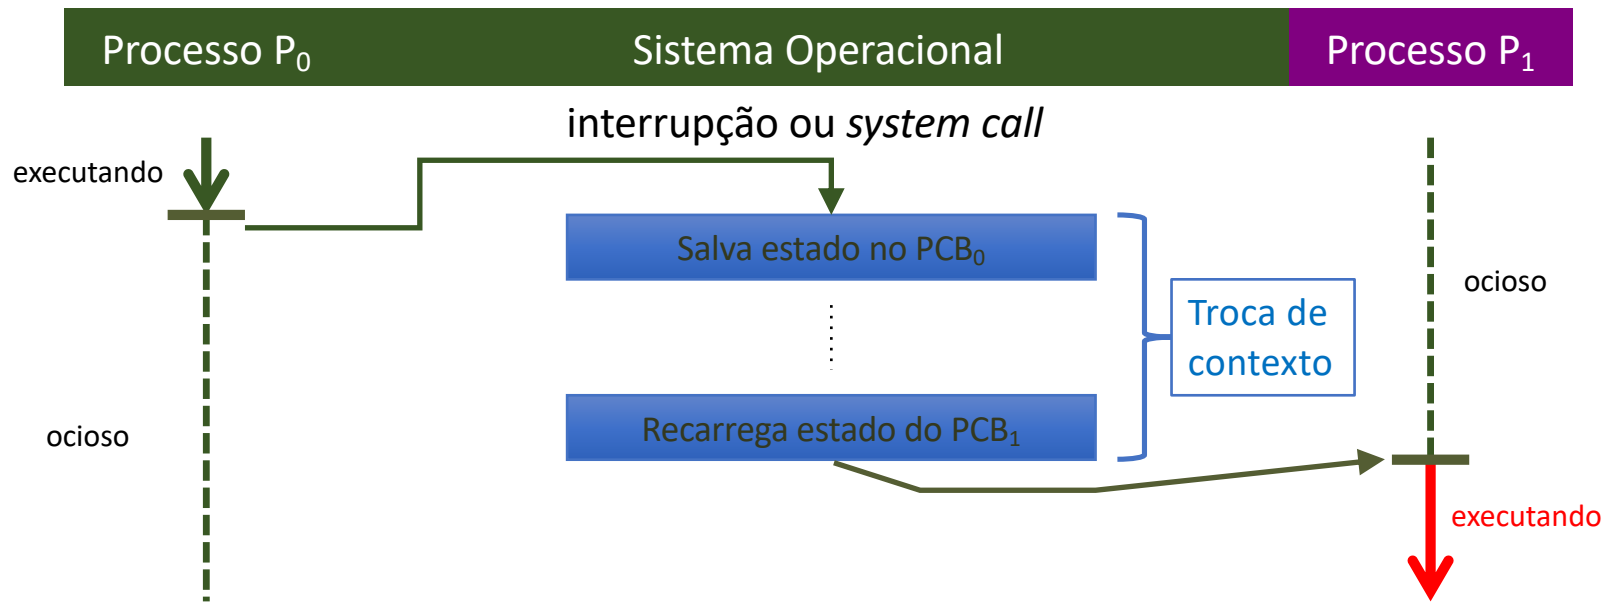 Processo P₀ Sistema Operacional Processo P₁
interrupção ou system call
executando
Salva estado no PCB₀
ocioso
Troca de
contexto
Recarrega estado do PCB₁
ocioso
executando